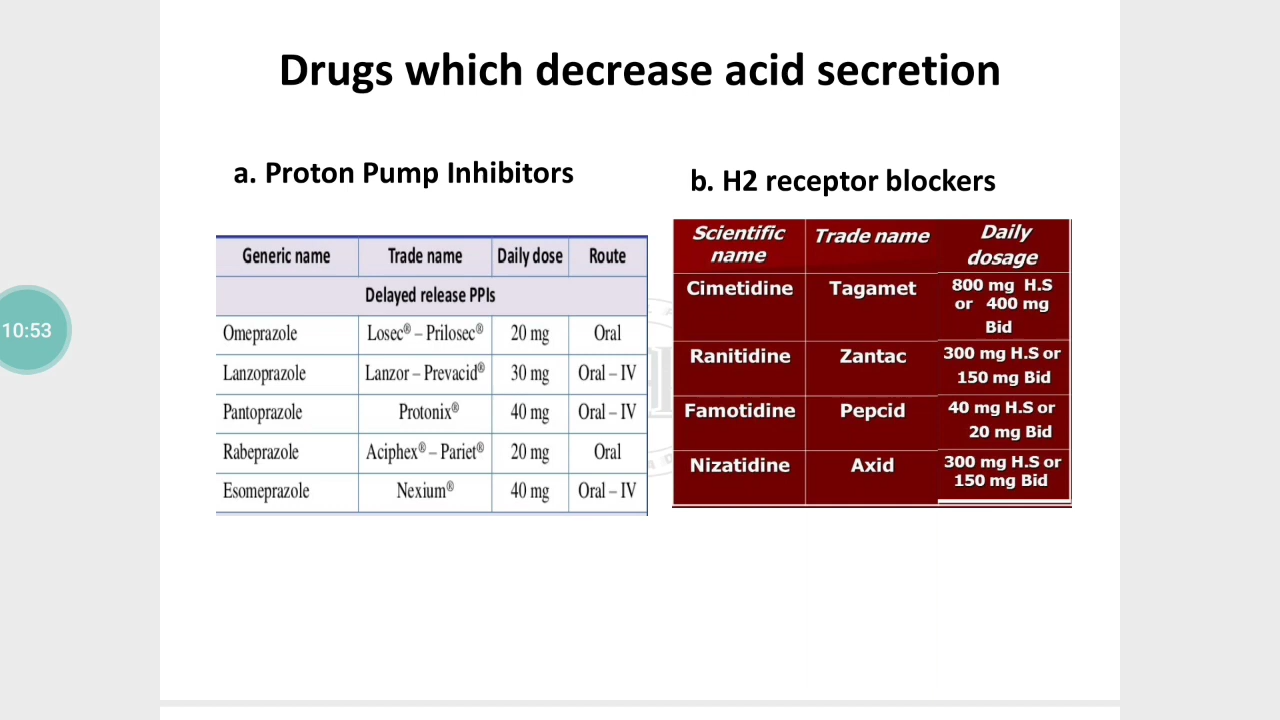 Drugs which decrease acid secretion
a. Proton Pump Inhibitors
Generic name Trade name Daily dose Route
Delayed release PPIs
Omeprazole Losec® – Prilosec® 20 mg Oral
Lanzoprazole Lanzor – Prevacid® 30 mg Oral – IV
Pantoprazole Protonix® 40 mg Oral – IV
Rabeprazole Aciphex® – Pariet® 20 mg Oral
Esomeprazole Nexium® 40 mg Oral – IV
b. H2 receptor blockers
Scientific name Trade name Daily dosage
Cimetidine Tagamet 800 mg H.S
or 400 mg
Bid
Ranitidine Zantac 300 mg H.S or
150 mg Bid
Famotidine Pepcid 40 mg H.S or
20 mg Bid
Nizatidine Axid 300 mg H.S or
150 mg Bid
10:53